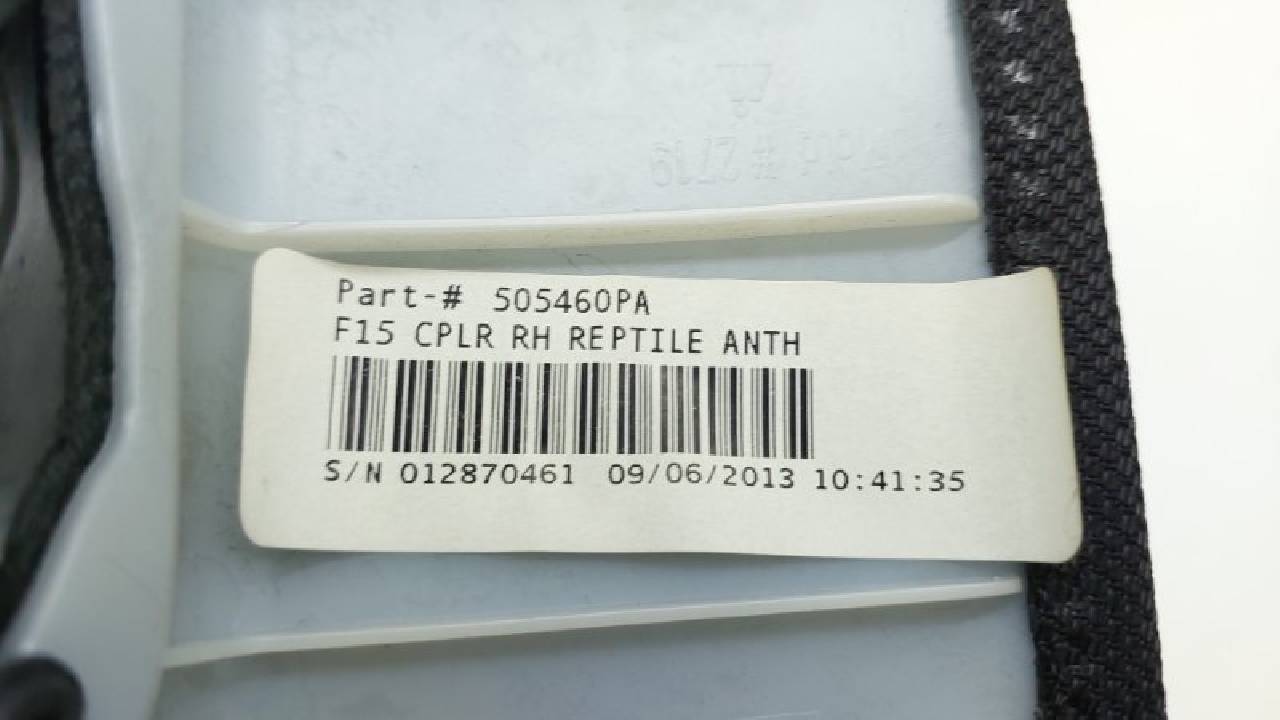 Part-# 505460PA
F15 CPLR RH REPTILE ANTH
S/N 012870461 09/06/2013 10:41:35